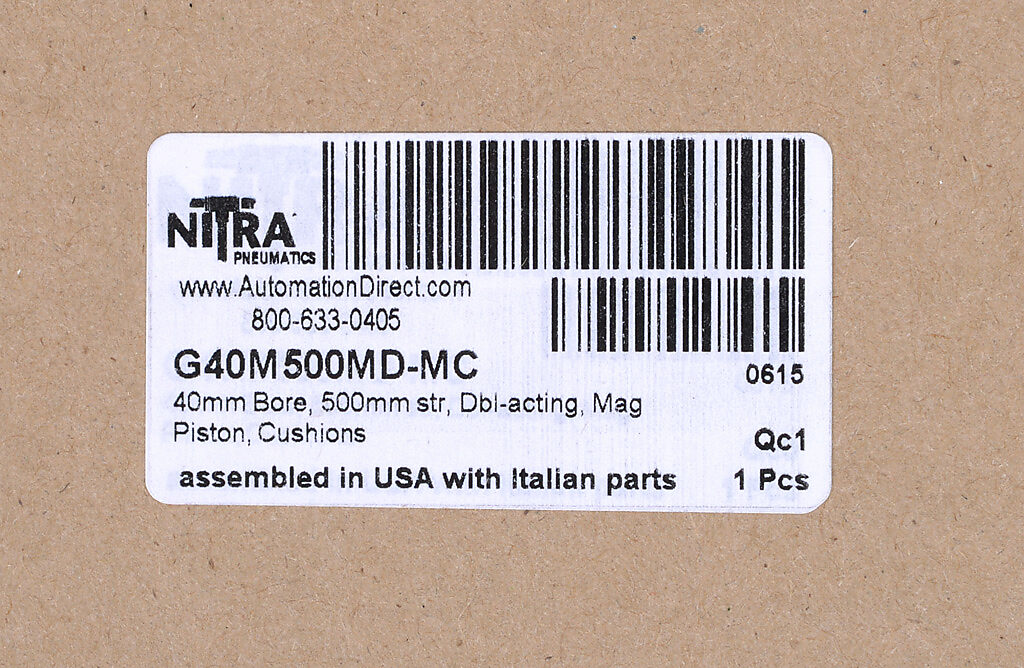 NITRA
PNEUMATICS
www.AutomationDirect.com
800-633-0405
G40M500MD-MC
0615
40mm Bore, 500mm str, Dbl-acting, Mag
Piston, Cushions
Qc1
assembled in USA with Italian parts
1 Pcs